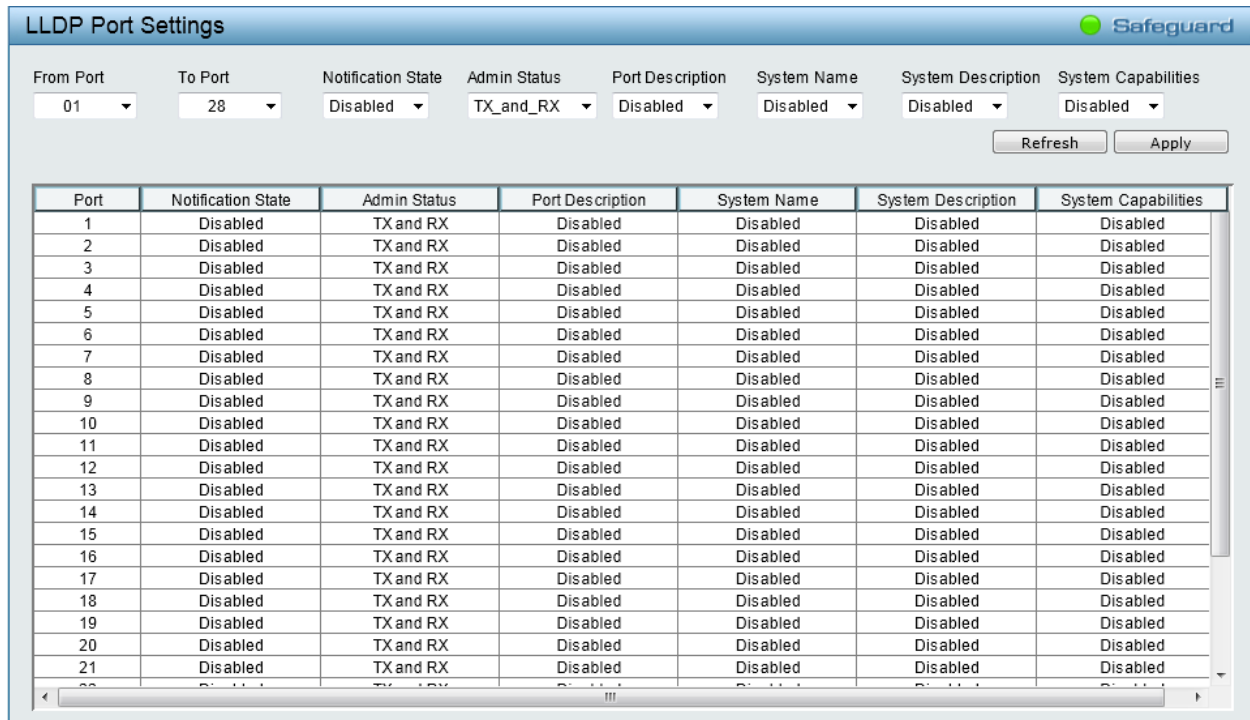 LLDP Port Settings
Safeguard
From Port To Port Notification State Admin Status Port Description System Name System Description System Capabilities
01 28 Disabled TX_and_RX Disabled Disabled Disabled Disabled
Refresh Apply
Port Notification State Admin Status Port Description System Name System Description System Capabilities
1 Disabled TX and RX Disabled Disabled Disabled Disabled
2 Disabled TX and RX Disabled Disabled Disabled Disabled
3 Disabled TX and RX Disabled Disabled Disabled Disabled
4 Disabled TX and RX Disabled Disabled Disabled Disabled
5 Disabled TX and RX Disabled Disabled Disabled Disabled
6 Disabled TX and RX Disabled Disabled Disabled Disabled
7 Disabled TX and RX Disabled Disabled Disabled Disabled
8 Disabled TX and RX Disabled Disabled Disabled Disabled
9 Disabled TX and RX Disabled Disabled Disabled Disabled
10 Disabled TX and RX Disabled Disabled Disabled Disabled
11 Disabled TX and RX Disabled Disabled Disabled Disabled
12 Disabled TX and RX Disabled Disabled Disabled Disabled
13 Disabled TX and RX Disabled Disabled Disabled Disabled
14 Disabled TX and RX Disabled Disabled Disabled Disabled
15 Disabled TX and RX Disabled Disabled Disabled Disabled
16 Disabled TX and RX Disabled Disabled Disabled Disabled
17 Disabled TX and RX Disabled Disabled Disabled Disabled
18 Disabled TX and RX Disabled Disabled Disabled Disabled
19 Disabled TX and RX Disabled Disabled Disabled Disabled
20 Disabled TX and RX Disabled Disabled Disabled Disabled
21 Disabled TX and RX Disabled Disabled Disabled Disabled